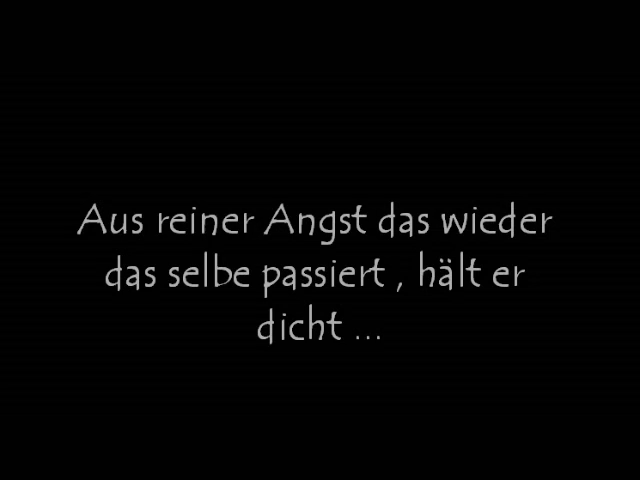 Aus reiner Angst das wieder
das selbe passiert , hält er
dicht ...